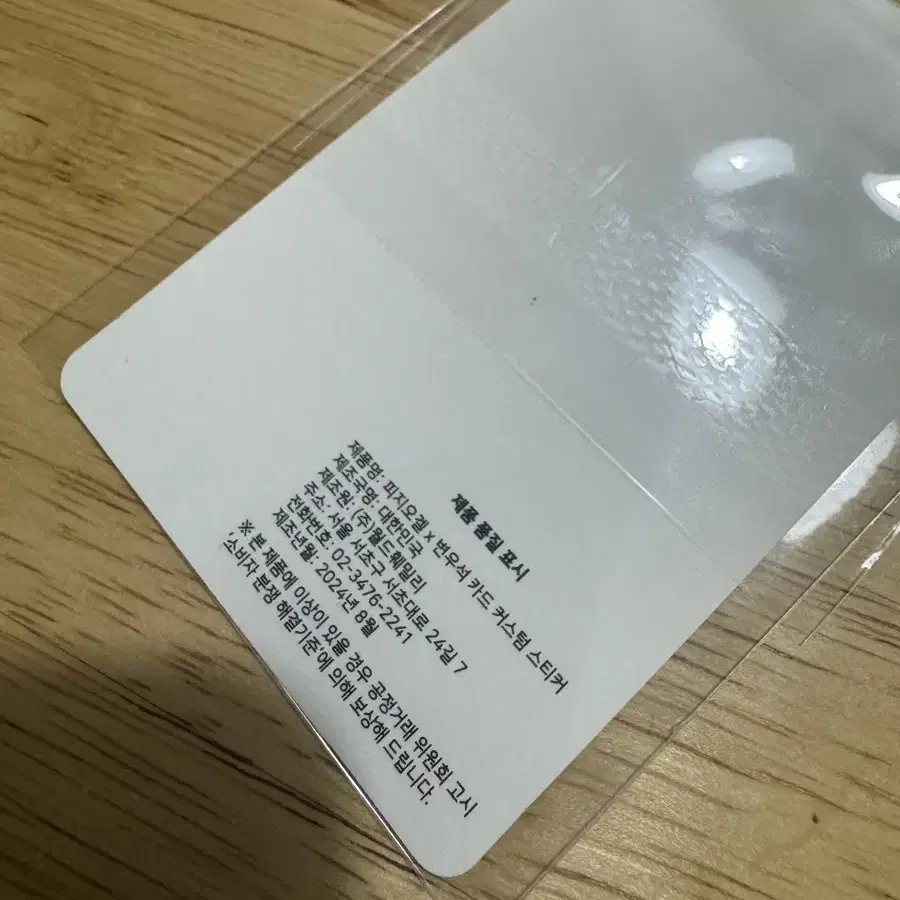 제품 품질 표시
제품명: 피지오겔 x 변우석 카드 커스텀 스티커
제조국명: 대한민국
제조원: (주)월드웨밀리
주소: 서울 서초구 서초대로 24길 7
전화번호: 02-3476-2241
제조년월: 2024년 8월
※ 본 제품에 이상이 있을 경우 공정거래 위원회 고시
'소비자 분쟁 해결기준'에 의해 보상해 드립니다.